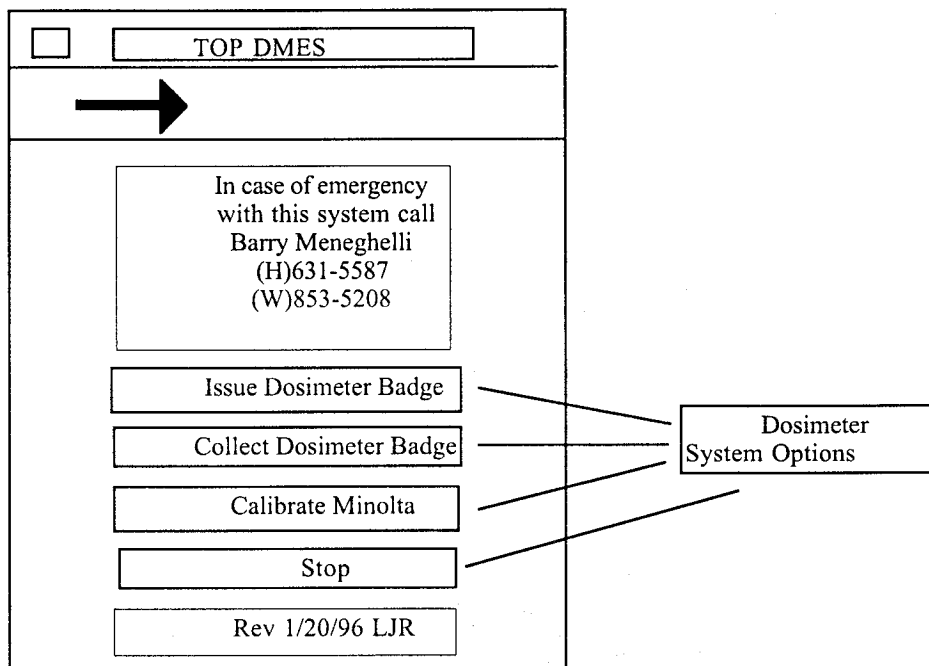 TOP DMES
In case of emergency
with this system call
Barry Meneghelli
(H)631-5587
(W)853-5208
Issue Dosimeter Badge
Collect Dosimeter Badge
Calibrate Minolta
Stop
Rev 1/20/96 LJR
Dosimeter
System Options